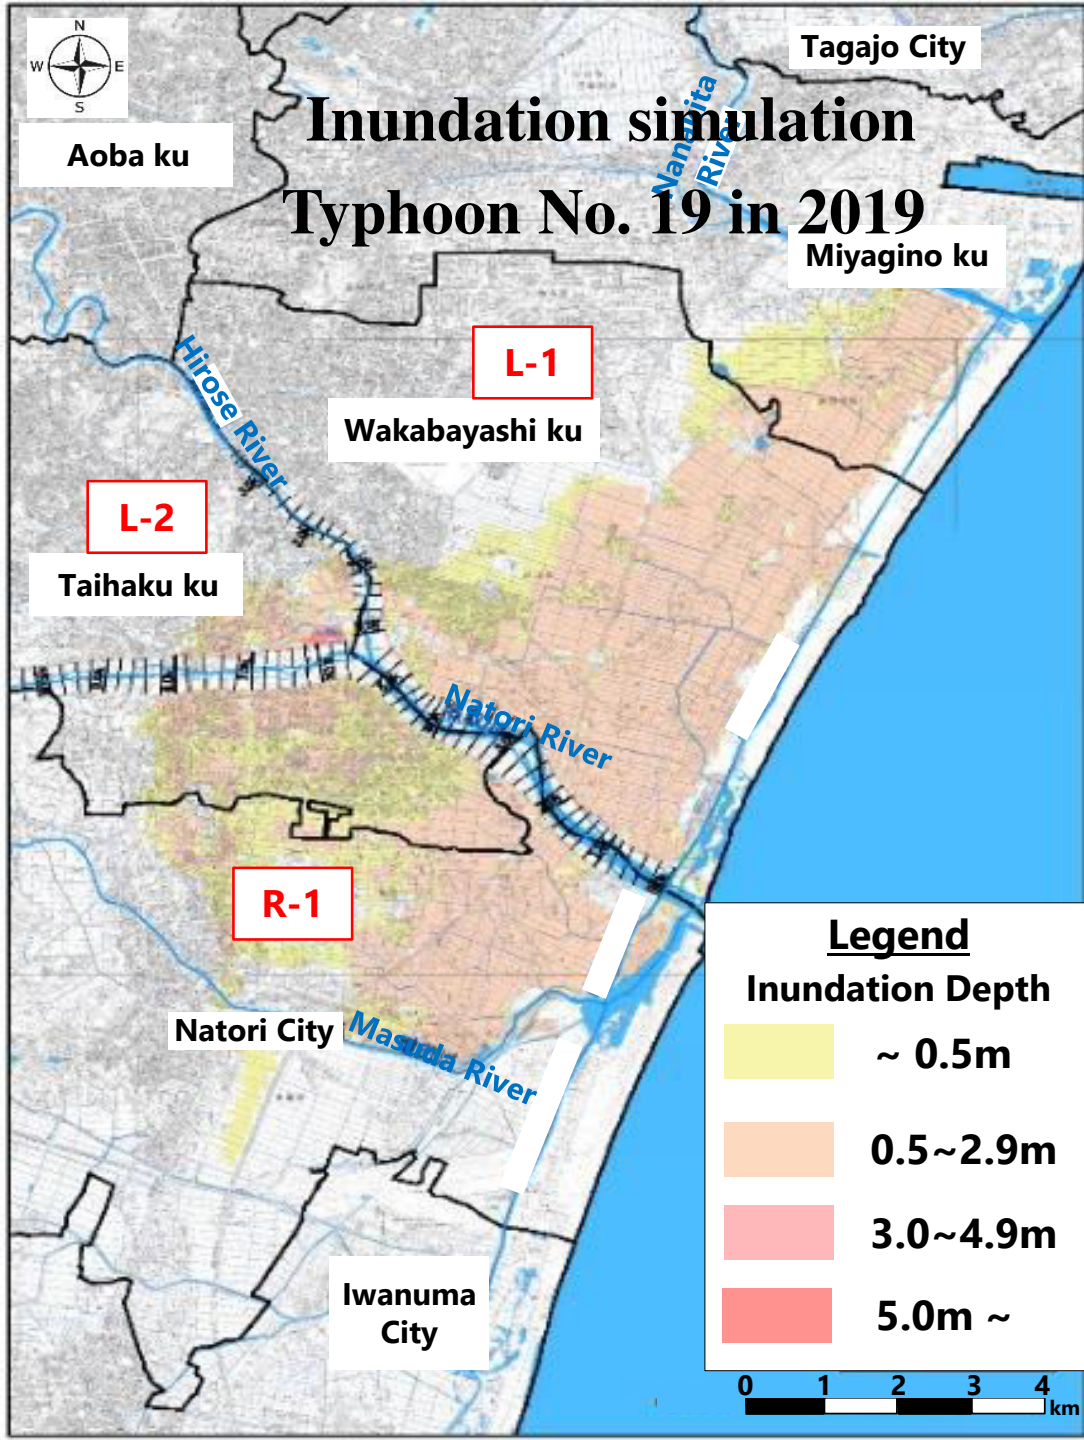 N
W E
S
Tagajo City
Aoba ku
Inundation simulation
Nanakita
River
Typhoon No. 19 in 2019
Miyagino ku
L-1
Hirose River
Wakabayashi ku
L-2
Taihaku ku
Natori River
R-1
Natori City
Masuda River
Iwanuma
City
Legend
Inundation Depth
~ 0.5m
0.5~2.9m
3.0~4.9m
5.0m ~
0 1 2 3 4
km